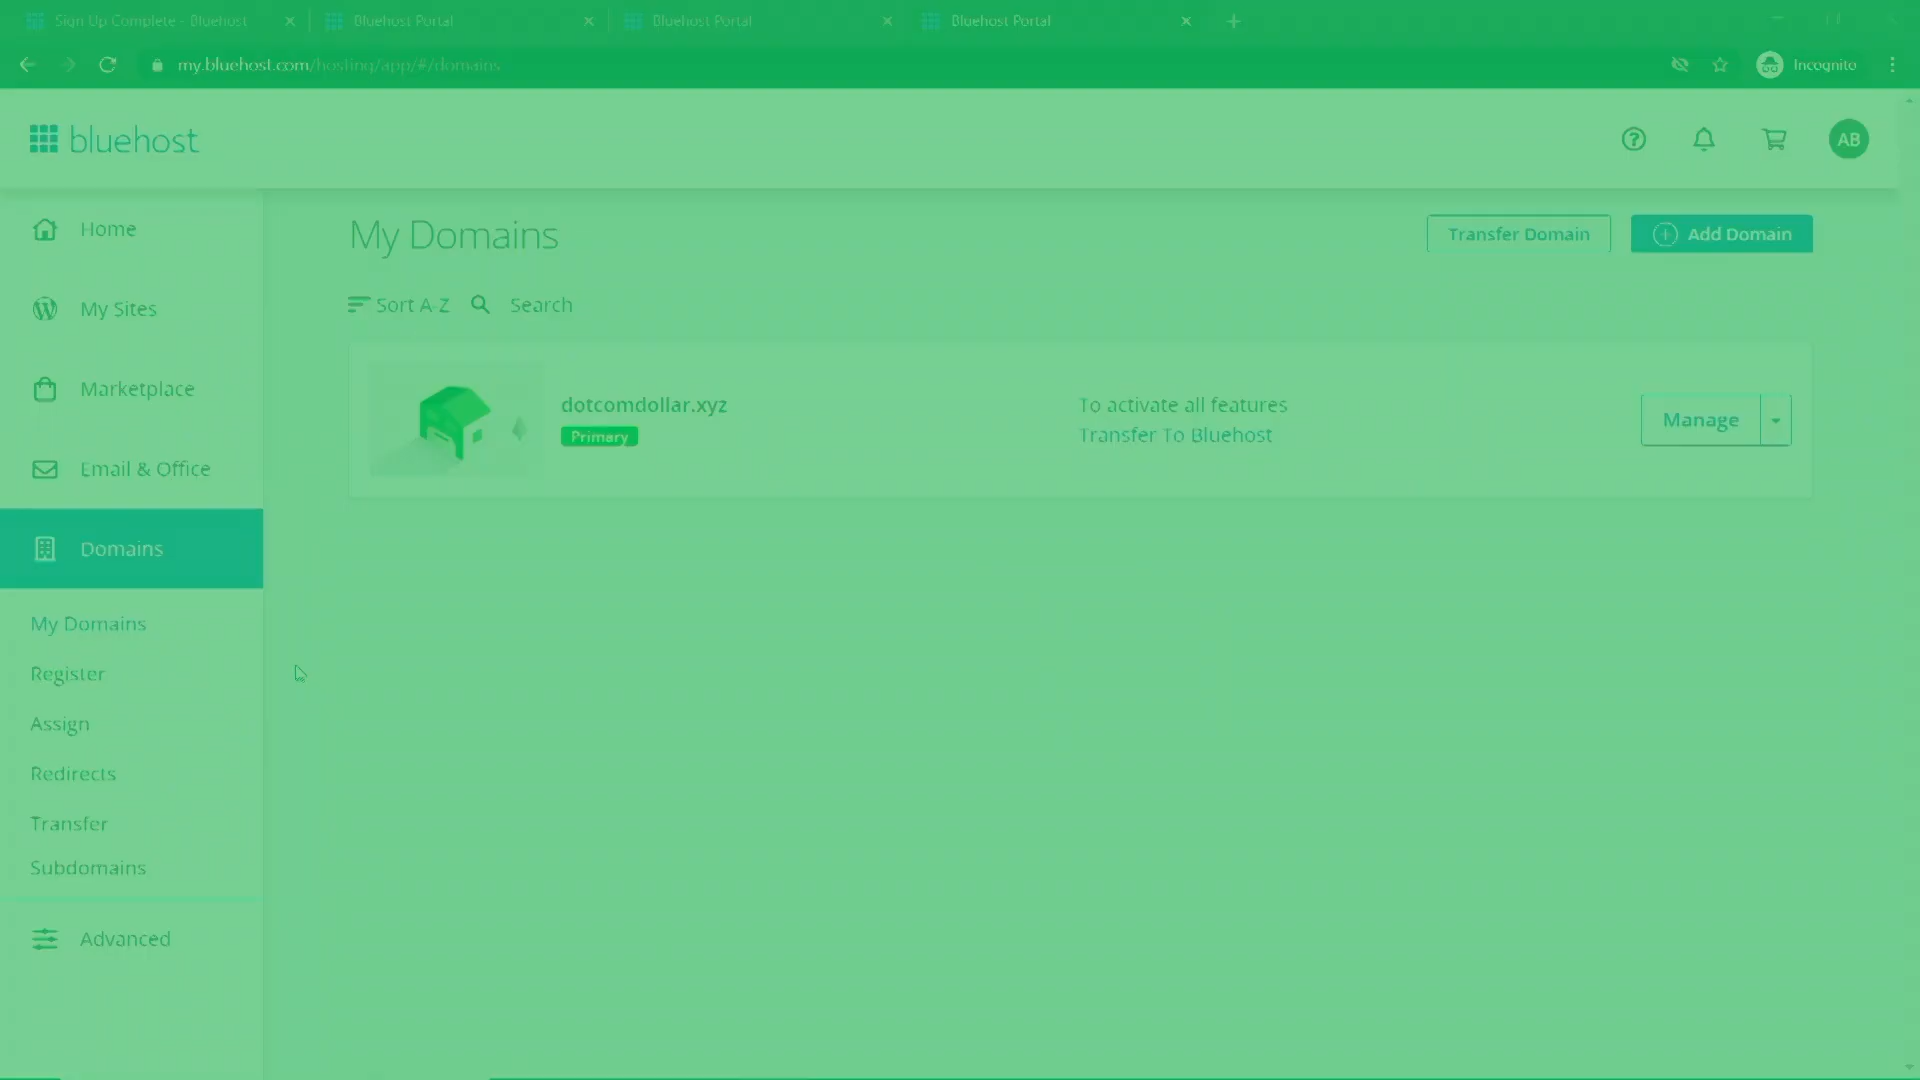 Sign Up Complete - Bluehost
Bluehost Portal
Bluehost Portal
Bluehost Portal
my.bluehost.com/hosting/app/#/domains
Incognito
bluehost
AB
Home
My Sites
Marketplace
Email & Office
Domains
My Domains
Register
Assign
Redirects
Transfer
Subdomains
Advanced
My Domains
Transfer Domain
Add Domain
Sort A-Z
Search
dotcomdollar.xyz
Primary
To activate all features
Transfer To Bluehost
Manage